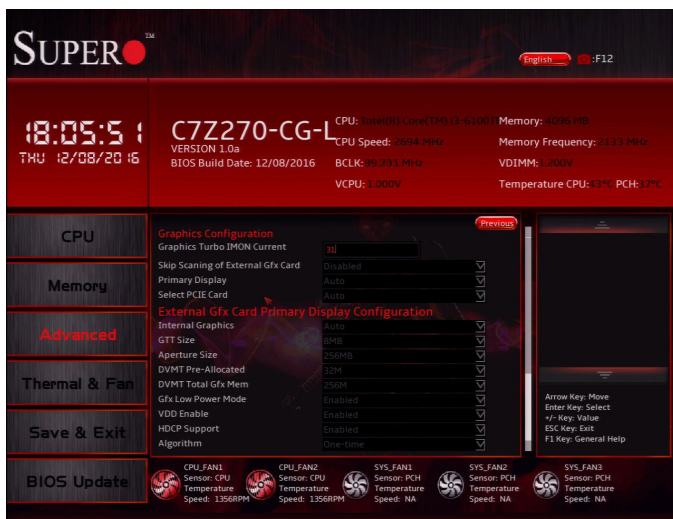 SUPER
TM
English
:F12
18:05:51
THU 12/08/2016
C7Z270-CG-L
VERSION 1.0a
BIOS Build Date: 12/08/2016
CPU: Intel(R) Core(TM) i3-6100T
CPU Speed: 2694 MHz
BCLK: 99.791 MHz
VCPU: 1.000V
Memory: 4096 MB
Memory Frequency: 2133 MHz
VDIMM: 1.200V
Temperature CPU: 13°C PCH: 17°C
CPU
Memory
Advanced
Thermal & Fan
Save & Exit
BIOS Update
Previous
Graphics Configuration
Graphics Turbo IMON Current 31
Skip Scaning of External Gfx Card Disabled
Primary Display Auto
Select PCIE Card Auto
External Gfx Card Primary Display Configuration
Internal Graphics Auto
GTT Size 8MB
Aperture Size 256MB
DVMT Pre-Allocated 32M
DVMT Total Gfx Mem 256M
Gfx Low Power Mode Enabled
VDD Enable Enabled
HDCP Support Enabled
Algorithm One-time
Arrow Key: Move
Enter Key: Select
+/- Key: Value
ESC Key: Exit
F1 Key: General Help
CPU_FAN1
Sensor: CPU
Temperature
Speed: 1356RPM
CPU_FAN2
Sensor: CPU
Temperature
Speed: 1356RPM
SYS_FAN1
Sensor: PCH
Temperature
Speed: NA
SYS_FAN2
Sensor: PCH
Temperature
Speed: NA
SYS_FAN3
Sensor: PCH
Temperature
Speed: NA